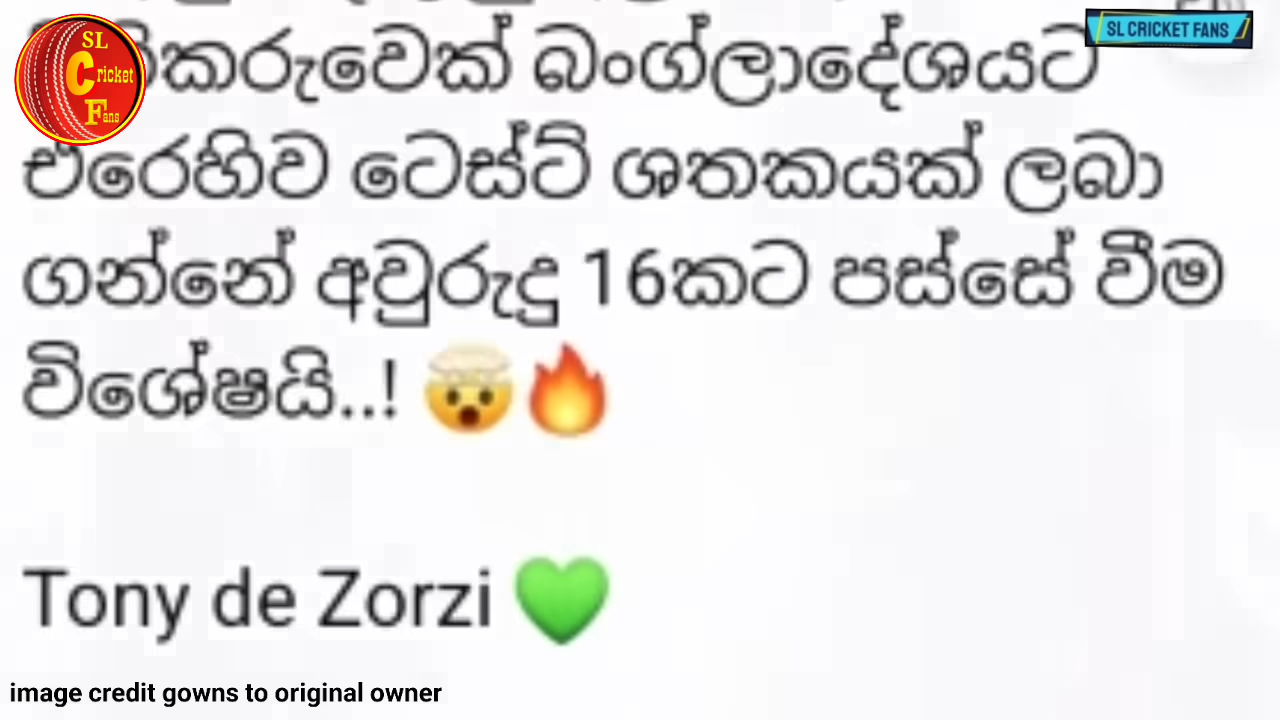 SL
Cricket
Fans
SL CRICKET FANS
බංග්ලාදේශයට
එරෙහිව ටෙස්ට් ශතකයක් ලබා
ගන්නේ අවුරුදු 16කට පස්සේ වීම
විශේෂයි..! 🤯🔥
Tony de Zorzi 💚
image credit gowns to original owner